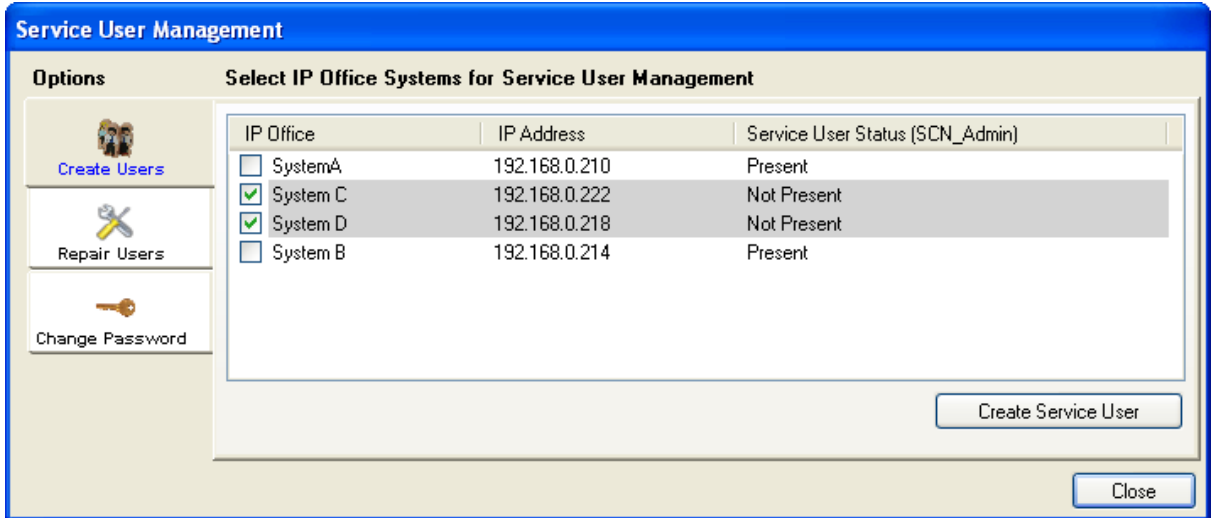 Service User Management
Options
Select IP Office Systems for Service User Management
Create Users
Repair Users
Change Password
IP Office IP Address Service User Status (SCN_Admin)
SystemA 192.168.0.210 Present
System C 192.168.0.222 Not Present
System D 192.168.0.218 Not Present
System B 192.168.0.214 Present
Create Service User
Close